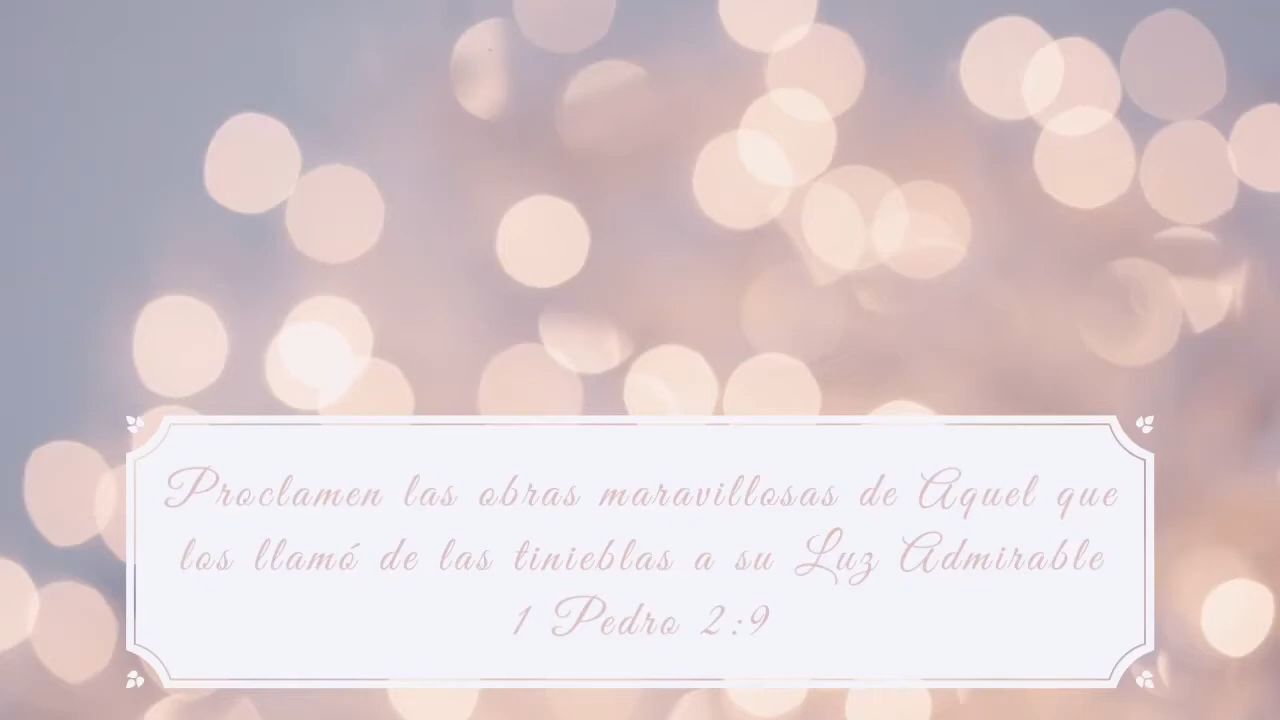 Proclamen las obras maravillosas de Aquel que
los llamó de las tinieblas a su Luz Admirable
1 Pedro 2:9